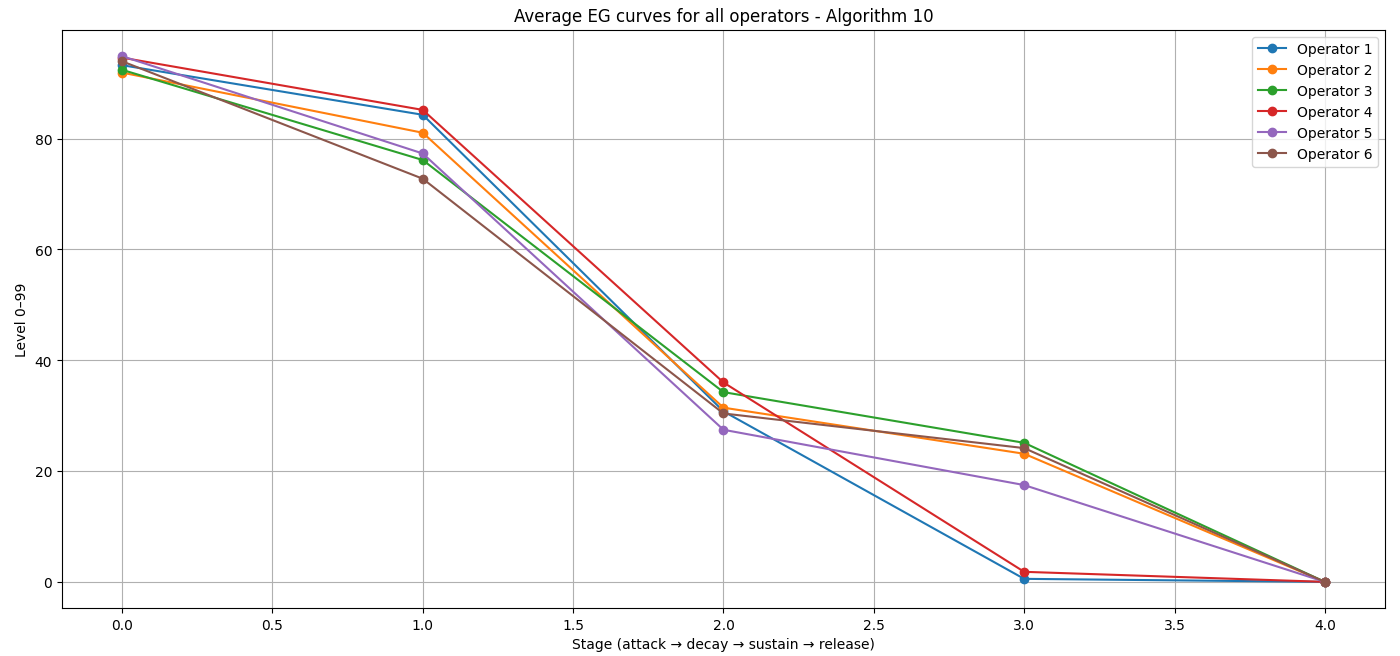 Average EG curves for all operators - Algorithm 10
Operator 1
Operator 2
Operator 3
Operator 4
Operator 5
Operator 6
Level 0–99
80
60
40
20
0
0.0 0.5 1.0 1.5 2.0 2.5 3.0 3.5 4.0
Stage (attack → decay → sustain → release)